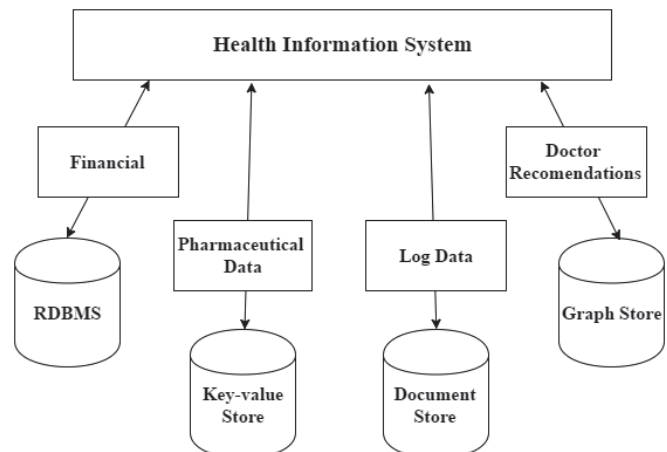 Health Information System
Financial
Doctor
Recomendations
Pharmaceutical
Data
Log Data
RDBMS
Graph Store
Key-value
Store
Document
Store